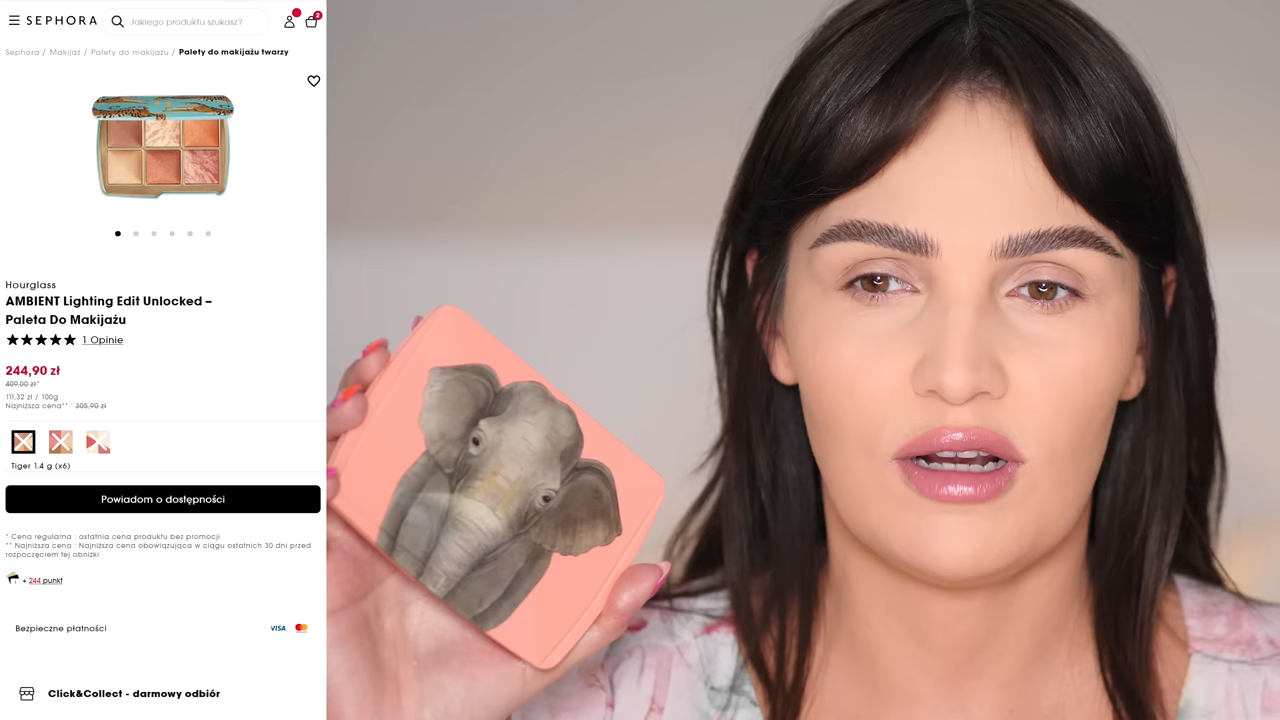 SEPHORA
Jakiego produktu szukasz?
2
Sephora / Makijaż / Palety do makijażu / Palety do makijażu twarzy
Hourglass
AMBIENT Lighting Edit Unlocked –
Paleta Do Makijażu
1 Opinie
244,90 zł
409,00 zł*
111,32 zł / 100g
Najniższa cena** : 305,90 zł
Tiger 1.4 g (x6)
Powiadom o dostępności
* Cena regularna : ostatnia cena produktu bez promocji
** Najniższa cena : Najniższa cena obowiązująca w ciągu ostatnich 30 dni przed
rozpoczęciem tej obniżki
+ 244 punkt
Bezpieczne płatności
VISA
Click&Collect - darmowy odbiór